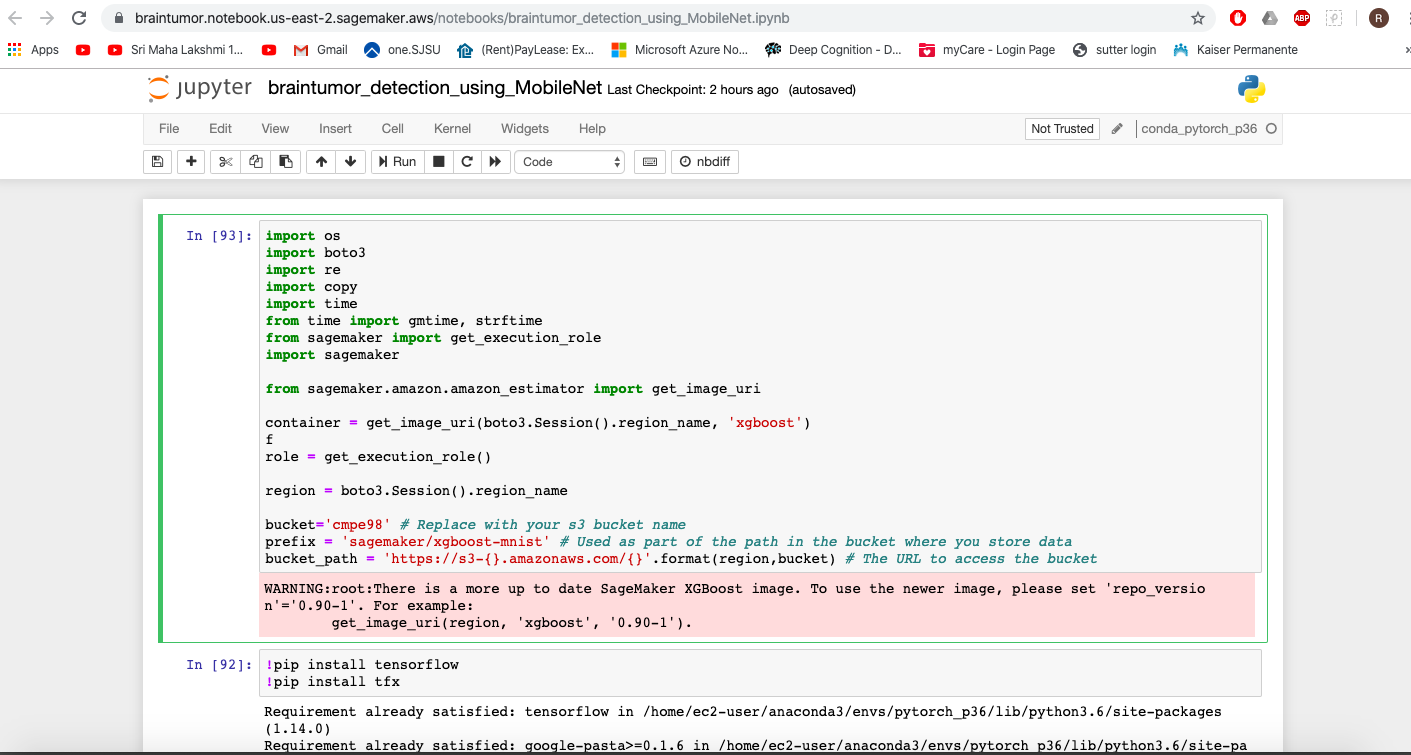 braintumor.notebook.us-east-2.sagemaker.aws/notebooks/braintumor_detection_using_MobileNet.ipynb
ABP
R
Apps Sri Maha Lakshmi 1... Gmail one.SJSU (Rent)PayLease: Ex... Microsoft Azure No... Deep Cognition - D... myCare - Login Page sutter login Kaiser Permanente »
jupyter braintumor_detection_using_MobileNet Last Checkpoint: 2 hours ago (autosaved)
File Edit View Insert Cell Kernel Widgets Help Not Trusted conda_pytorch_p36
Run Code nbdiff
In [93]: import os
import boto3
import re
import copy
import time
from time import gmtime, strftime
from sagemaker import get_execution_role
import sagemaker
from sagemaker.amazon.amazon_estimator import get_image_uri
container = get_image_uri(boto3.Session().region_name, 'xgboost')
f
role = get_execution_role()
region = boto3.Session().region_name
bucket='cmpe98' # Replace with your s3 bucket name
prefix = 'sagemaker/xgboost-mnist' # Used as part of the path in the bucket where you store data
bucket_path = 'https://s3-{}.amazonaws.com/{}'.format(region,bucket) # The URL to access the bucket
WARNING:root:There is a more up to date SageMaker XGBoost image. To use the newer image, please set 'repo_versio
n'='0.90-1'. For example:
get_image_uri(region, 'xgboost', '0.90-1').
In [92]: !pip install tensorflow
!pip install tfx
Requirement already satisfied: tensorflow in /home/ec2-user/anaconda3/envs/pytorch_p36/lib/python3.6/site-packages
(1.14.0)
Requirement already satisfied: google-pasta>=0.1.6 in /home/ec2-user/anaconda3/envs/pytorch_p36/lib/python3.6/site-pa